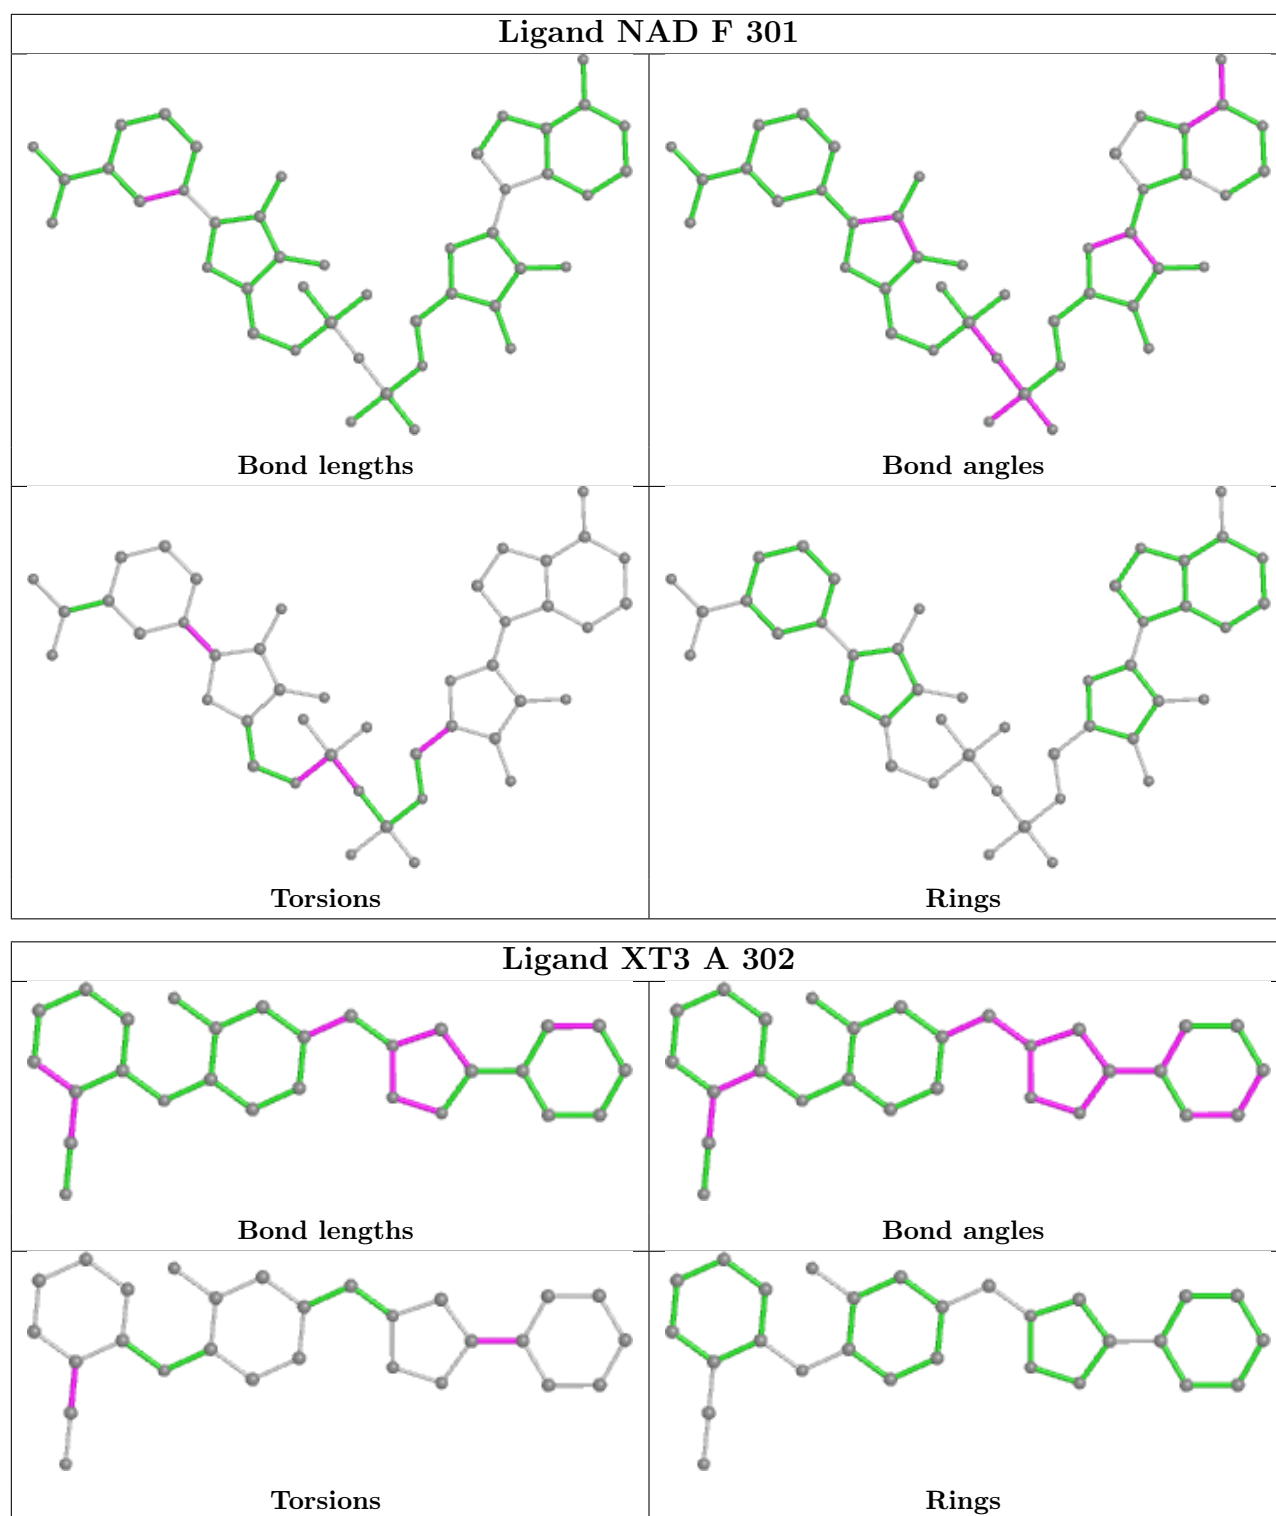 Ligand NAD F 301
Bond lengths
Bond angles
Torsions
Rings
Ligand XT3 A 302
Bond lengths
Bond angles
Torsions
Rings